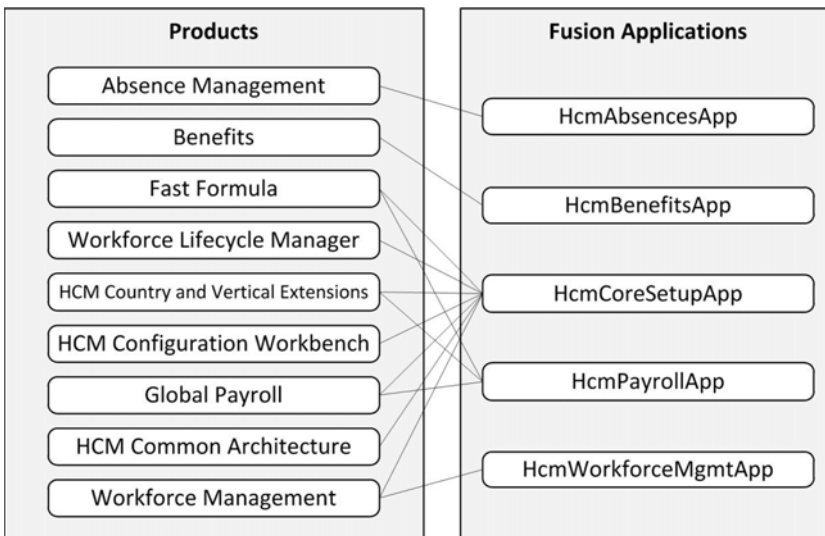 Products
Absence Management
Benefits
Fast Formula
Workforce Lifecycle Manager
HCM Country and Vertical Extensions
HCM Configuration Workbench
Global Payroll
HCM Common Architecture
Workforce Management
Fusion Applications
HcmAbsencesApp
HcmBenefitsApp
HcmCoreSetupApp
HcmPayrollApp
HcmWorkforceMgmtApp